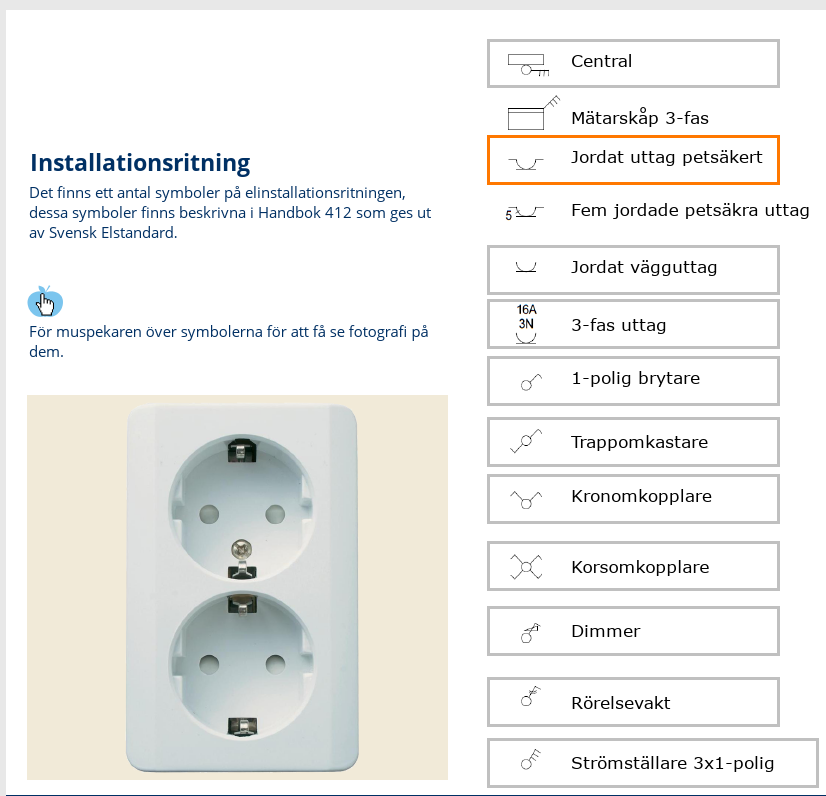 Installationsritning
Det finns ett antal symboler på elinstallationsritningen,
dessa symboler finns beskrivna i Handbok 412 som ges ut
av Svensk Elstandard.
För muspekaren över symbolerna för att få se fotografi på
dem.
Central
Mätarskåp 3-fas
Jordat uttag petsäkert
5
Fem jordade petsäkra uttag
Jordat vägguttag
16A
3N
3-fas uttag
1-polig brytare
Trappomkastare
Kronomkopplare
Korsomkopplare
Dimmer
Rörelsevakt
Strömställare 3x1-polig